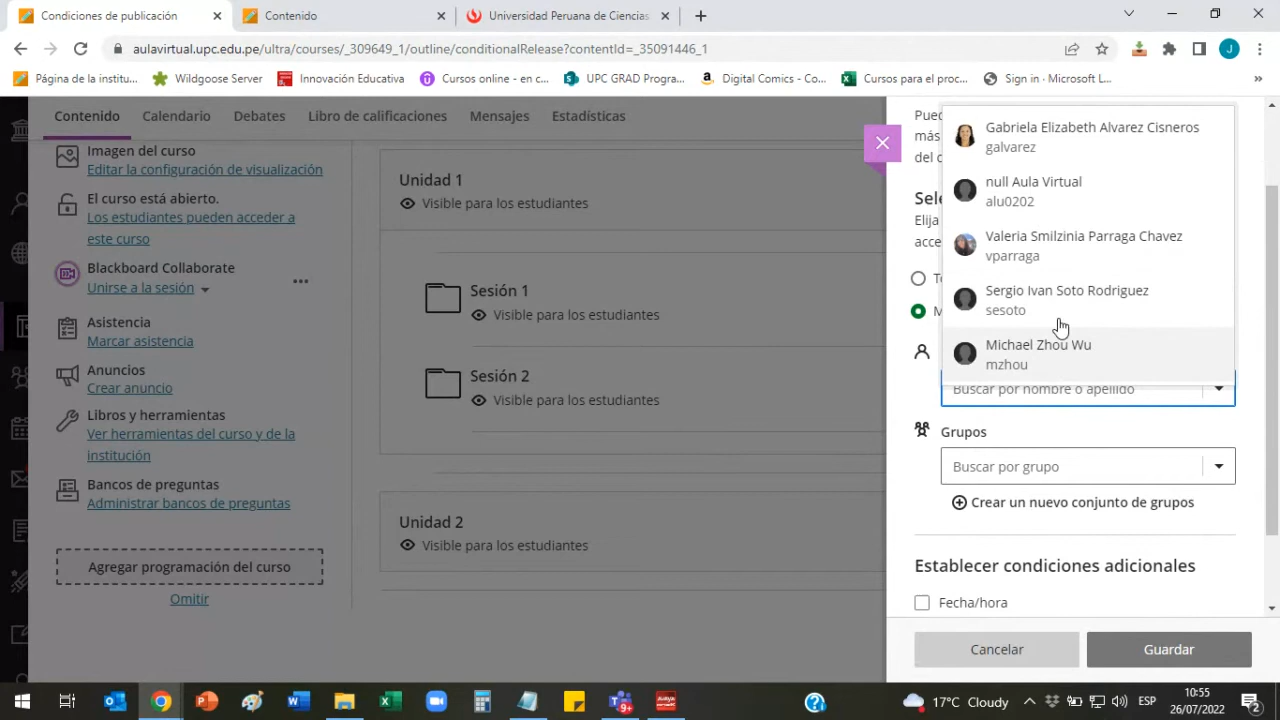 Condiciones de publicación
Contenido
Universidad Peruana de Ciencias
aulavirtual.upc.edu.pe/ultra/courses/_309649_1/outline/conditionalRelease?contentId=_35091446_1
J
Página de la institu...
Wildgoose Server
Innovación Educativa
Cursos online - en c...
UPC GRAD Progra...
Digital Comics - Co...
Cursos para el proc...
Sign in · Microsoft L...
»
Contenido
Calendario
Debates
Libro de calificaciones
Mensajes
Estadísticas
Imagen del curso
Editar la configuración de visualización
El curso está abierto.
Los estudiantes pueden acceder a
este curso
Blackboard Collaborate
Unirse a la sesión
Asistencia
Marcar asistencia
Anuncios
Crear anuncio
Libros y herramientas
Ver herramientas del curso y de la
institución
Bancos de preguntas
Administrar bancos de preguntas
Agregar programación del curso
Omitir
Unidad 1
Visible para los estudiantes
Sesión 1
Visible para los estudiantes
Sesión 2
Visible para los estudiantes
Unidad 2
Visible para los estudiantes
Pued
más
del c
Sele
Elija
acce
To
M
Gabriela Elizabeth Alvarez Cisneros
galvarez
null Aula Virtual
alu0202
Valeria Smilzinia Parraga Chavez
vparraga
Sergio Ivan Soto Rodriguez
sesoto
Michael Zhou Wu
mzhou
Buscar por nombre o apellido
Grupos
Buscar por grupo
Crear un nuevo conjunto de grupos
Establecer condiciones adicionales
Fecha/hora
Cancelar
Guardar
17°C Cloudy
ESP
10:55
26/07/2022
2